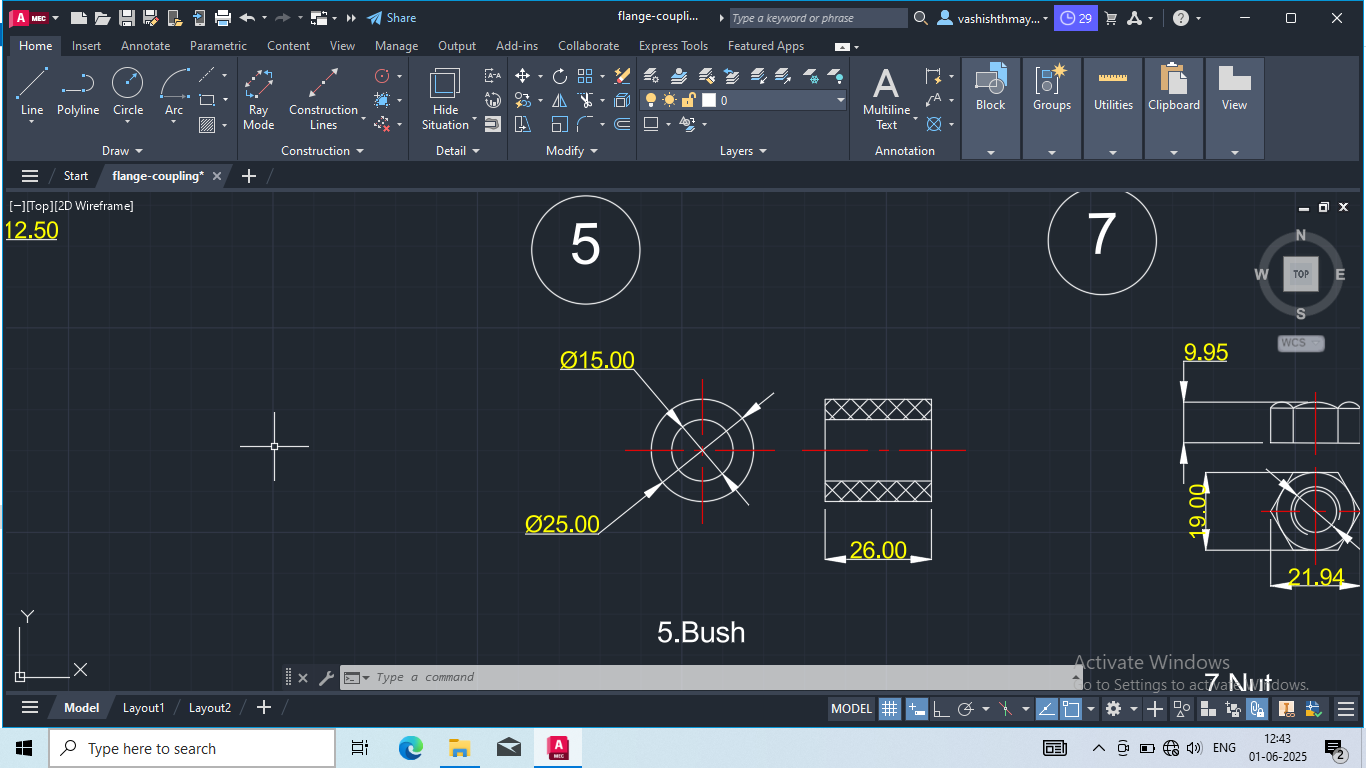 A MEC Share flange-coupli... Type a keyword or phrase vashishthmay... 29
Home Insert Annotate Parametric Content View Manage Output Add-ins Collaborate Express Tools Featured Apps
Line Polyline Circle Arc Ray Mode Construction Lines Hide Situation 0 A Multiline Text Block Groups Utilities Clipboard View
Draw Construction Detail Modify Layers Annotation
Start flange-coupling*
[−][Top][2D Wireframe]
12.50
5
7
N
W TOP E
S
WCS
Ø15.00
9.95
Ø25.00
26.00
19.00
21.94
5.Bush
7.Nut
Y
X
Type a command
Activate Windows
Go to Settings to activate Windows.
Model Layout1 Layout2 MODEL
Type here to search
A MEC
ENG
12:43
01-06-2025
2